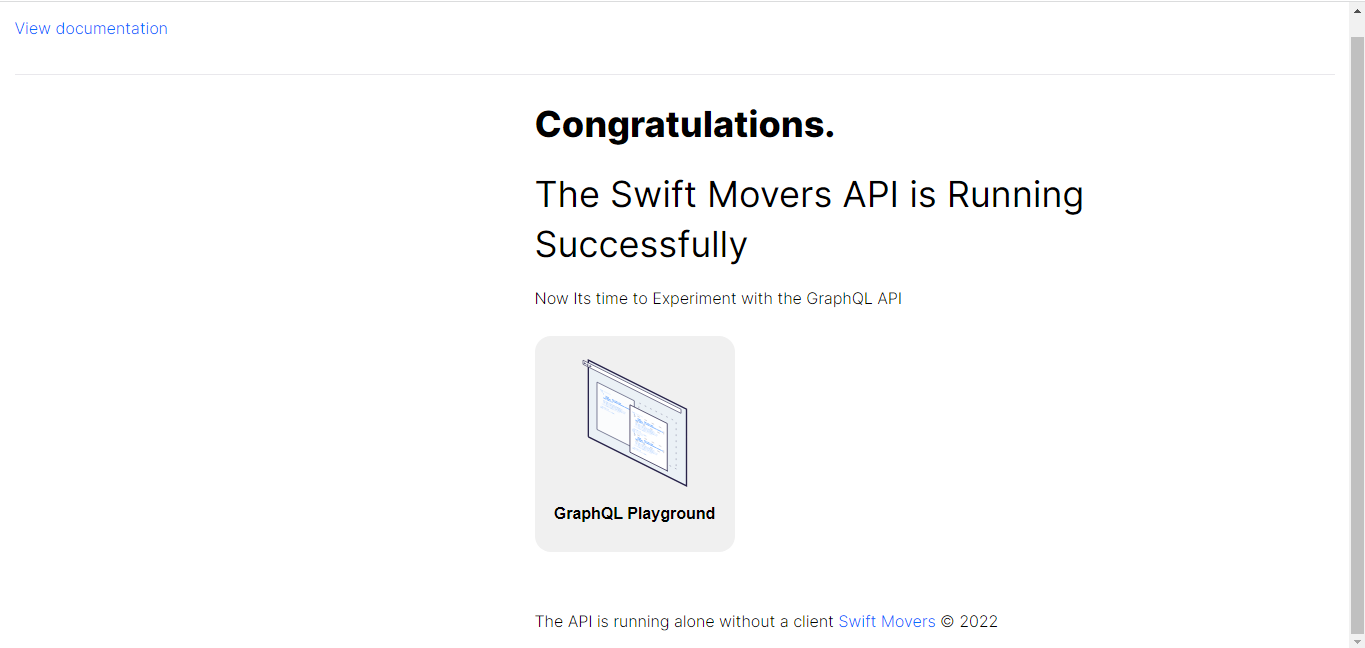 View documentation
Congratulations.
The Swift Movers API is Running
Successfully
Now Its time to Experiment with the GraphQL API
GraphQL Playground
The API is running alone without a client Swift Movers © 2022